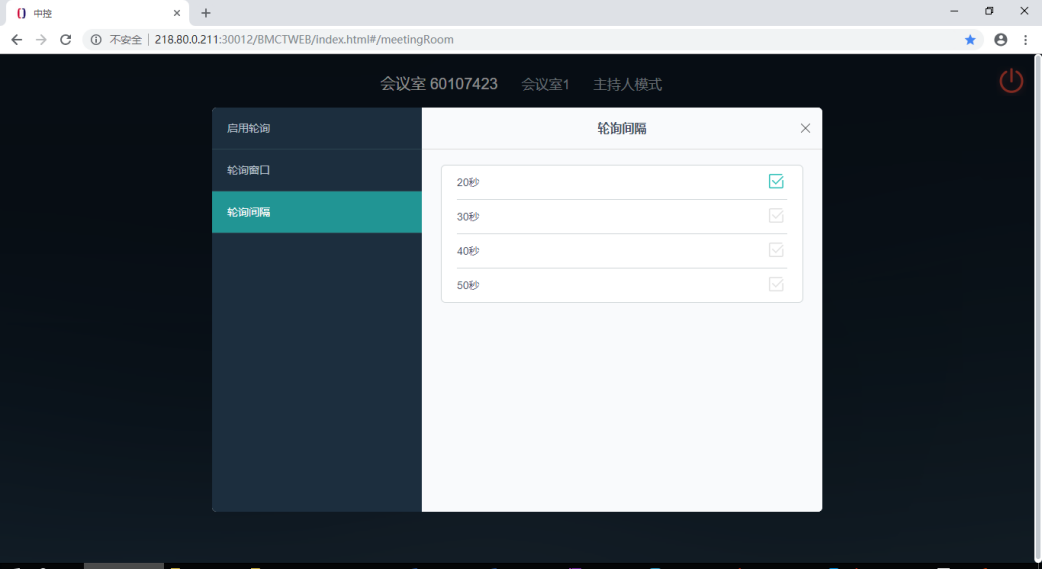 中控
不安全 | 218.80.0.211:30012/BMCTWEB/index.html#/meetingRoom
会议室 60107423 会议室1 主持人模式
启用轮询
轮询窗口
轮询间隔
轮询间隔
20秒
30秒
40秒
50秒